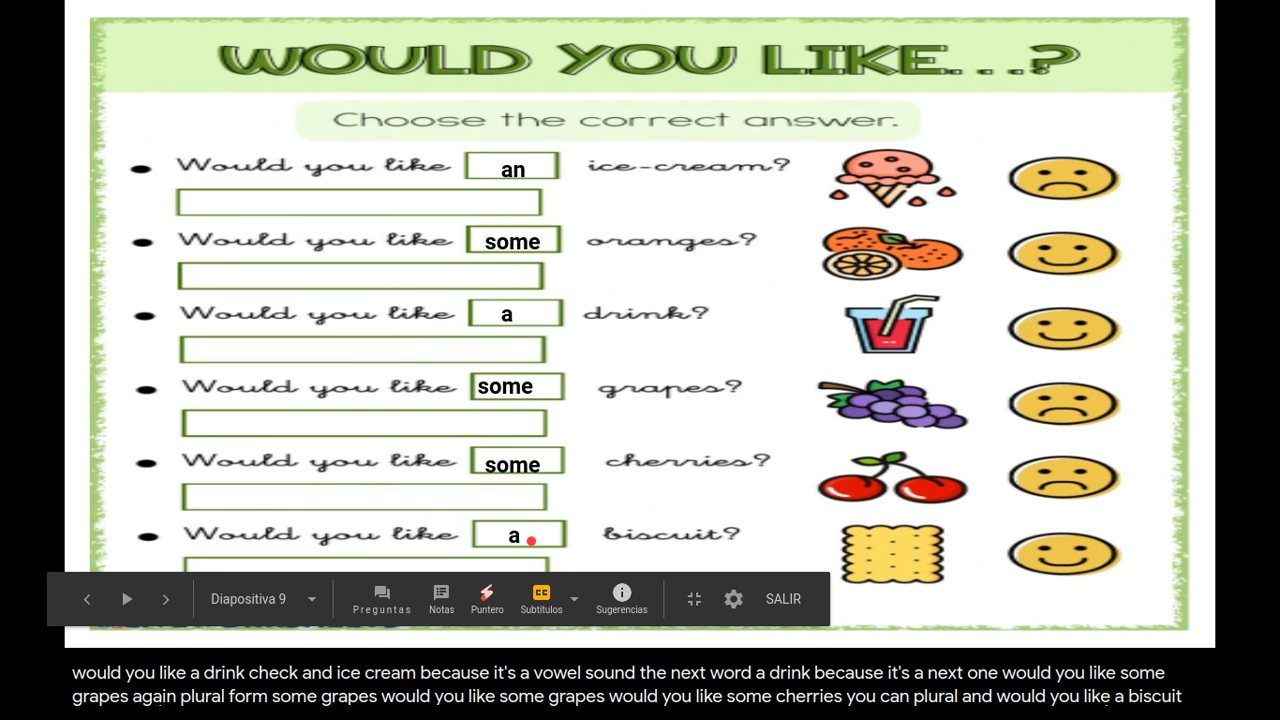 WOULD YOU LIKE...?
Choose the correct answer.
Would you like an ice-cream?
Would you like some oranges?
Would you like a drink?
Would you like some grapes?
Would you like some cherries?
Would you like a biscuit?
Diapositiva 9
Preguntas
Notas
Puntero
CC
Subtítulos
Sugerencias
SALIR
would you like a drink check and ice cream because it's a vowel sound the next word a drink because it's a next one would you like some
grapes again plural form some grapes would you like some grapes would you like some cherries you can plural and would you like a biscuit